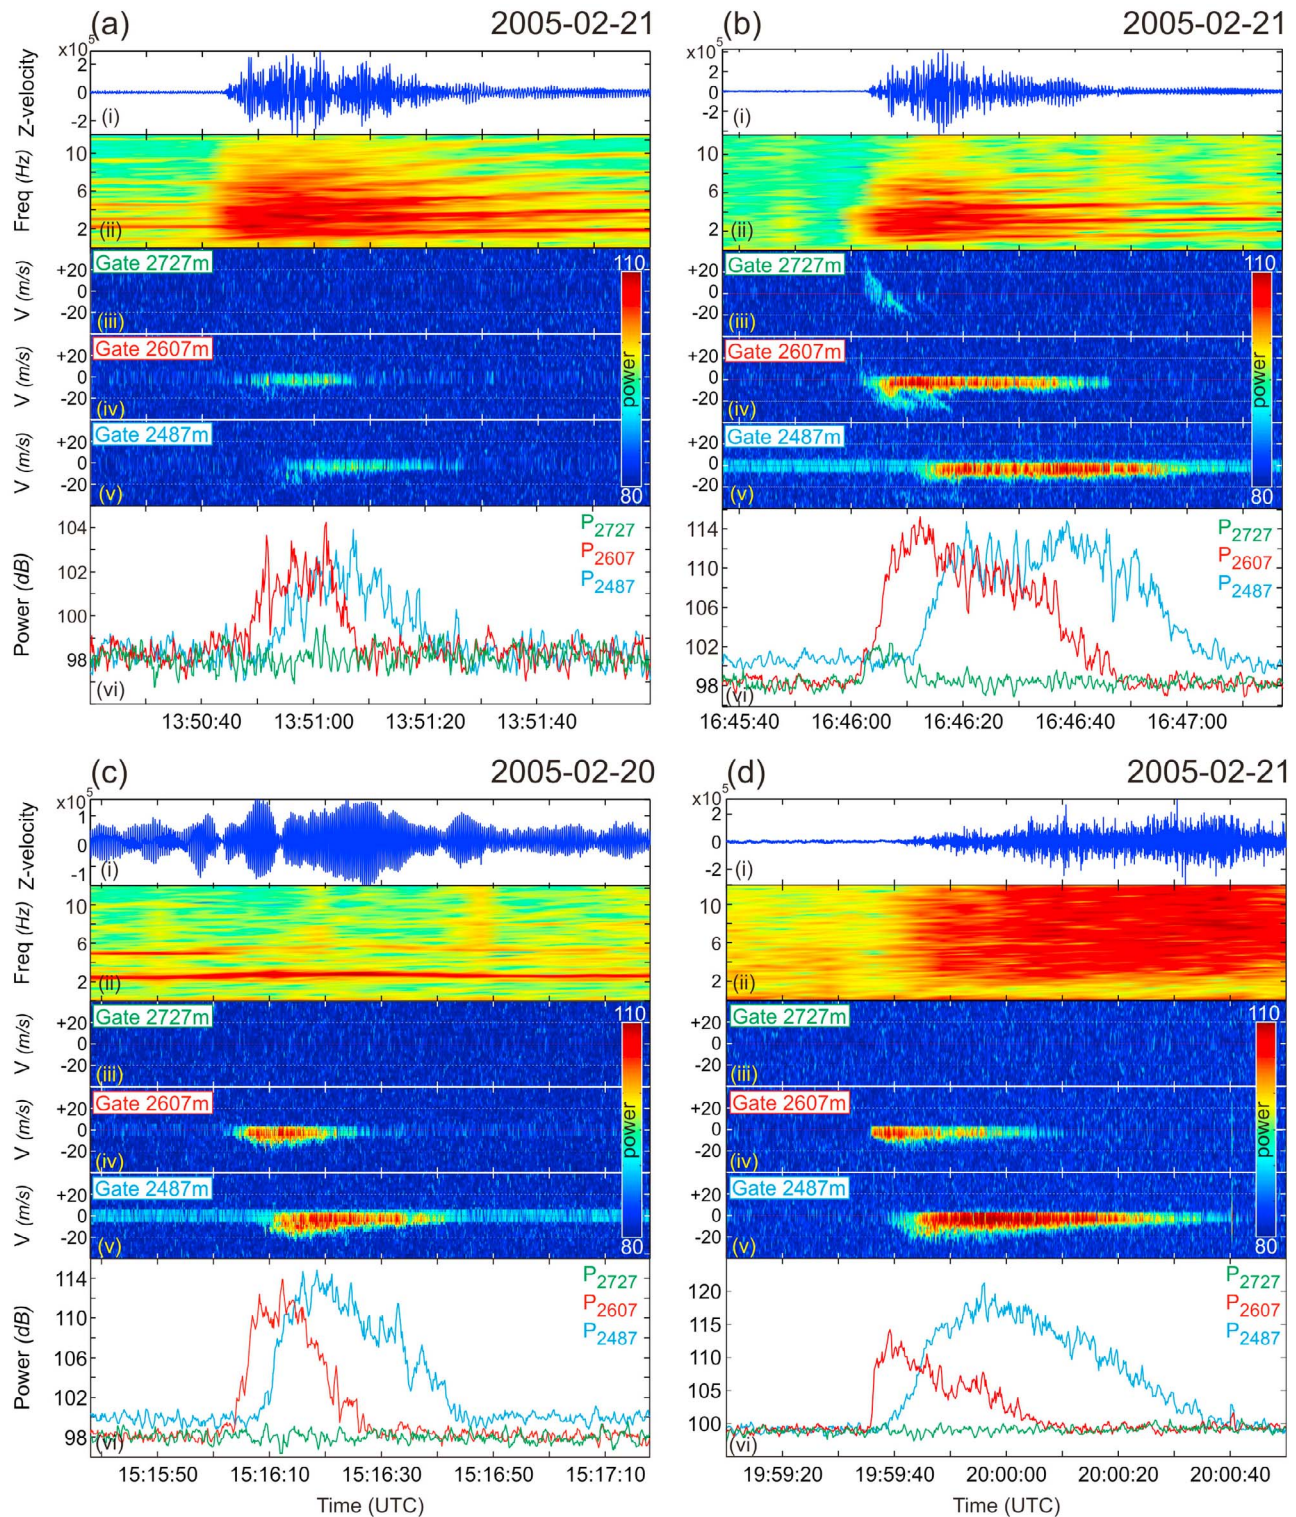 (a) 2005-02-21
x10⁵
Z-velocity
2
0
-2
(i)
Freq (Hz)
10
6
2
(ii)
V (m/s)
+20
0
-20
Gate 2727m
(iii)
110
V (m/s)
+20
0
-20
Gate 2607m
(iv)
power
V (m/s)
+20
0
-20
Gate 2487m
(v)
80
Power (dB)
104
102
100
98
P2727
P2607
P2487
(vi)
13:50:40 13:51:00 13:51:20 13:51:40
(b) 2005-02-21
x10⁵
2
0
-2
(i)
10
6
2
(ii)
+20
0
-20
Gate 2727m
(iii)
110
+20
0
-20
Gate 2607m
(iv)
power
+20
0
-20
Gate 2487m
(v)
80
114
110
106
102
98
P2727
P2607
P2487
(vi)
16:45:40 16:46:00 16:46:20 16:46:40 16:47:00
(c) 2005-02-20
x10⁵
Z-velocity
1
0
-1
(i)
Freq (Hz)
10
6
2
(ii)
V (m/s)
+20
0
-20
Gate 2727m
(iii)
110
V (m/s)
+20
0
-20
Gate 2607m
(iv)
power
V (m/s)
+20
0
-20
Gate 2487m
(v)
80
Power (dB)
114
110
106
102
98
P2727
P2607
P2487
(vi)
15:15:50 15:16:10 15:16:30 15:16:50 15:17:10
Time (UTC)
(d) 2005-02-21
x10⁵
2
0
-2
(i)
10
6
2
(ii)
+20
0
-20
Gate 2727m
(iii)
110
+20
0
-20
Gate 2607m
(iv)
power
+20
0
-20
Gate 2487m
(v)
80
120
115
110
105
100
P2727
P2607
P2487
(vi)
19:59:20 19:59:40 20:00:00 20:00:20 20:00:40
Time (UTC)